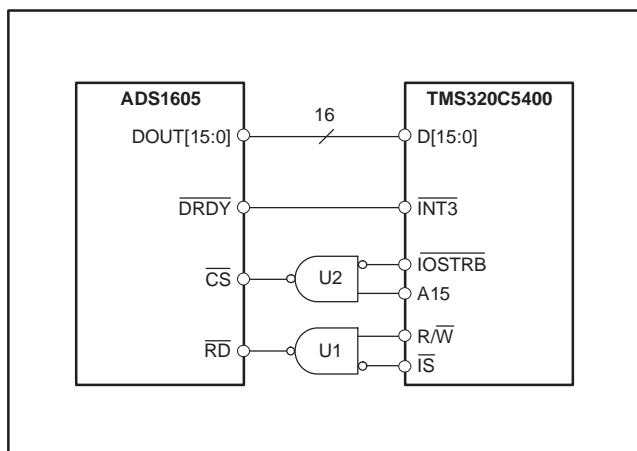 ADS1605 TMS320C5400
16
DOUT[15:0] D[15:0]
DRDY INT3
IOSTRB
CS U2
A15
R/W
RD U1
IS